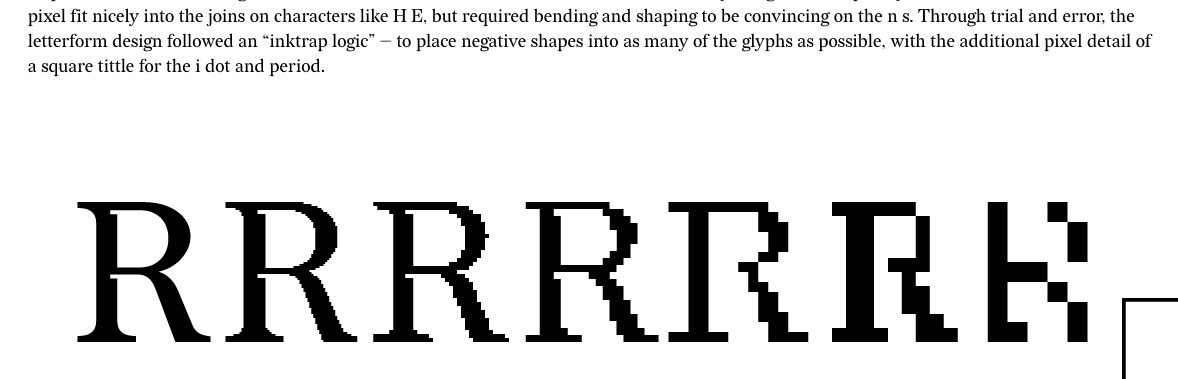 pixel fit nicely into the joins on characters like H E, but required bending and shaping to be convincing on the n s. Through trial and error, the
letterform design followed an “inktrap logic” — to place negative shapes into as many of the glyphs as possible, with the additional pixel detail of
a square tittle for the i dot and period.
RRRRRRR